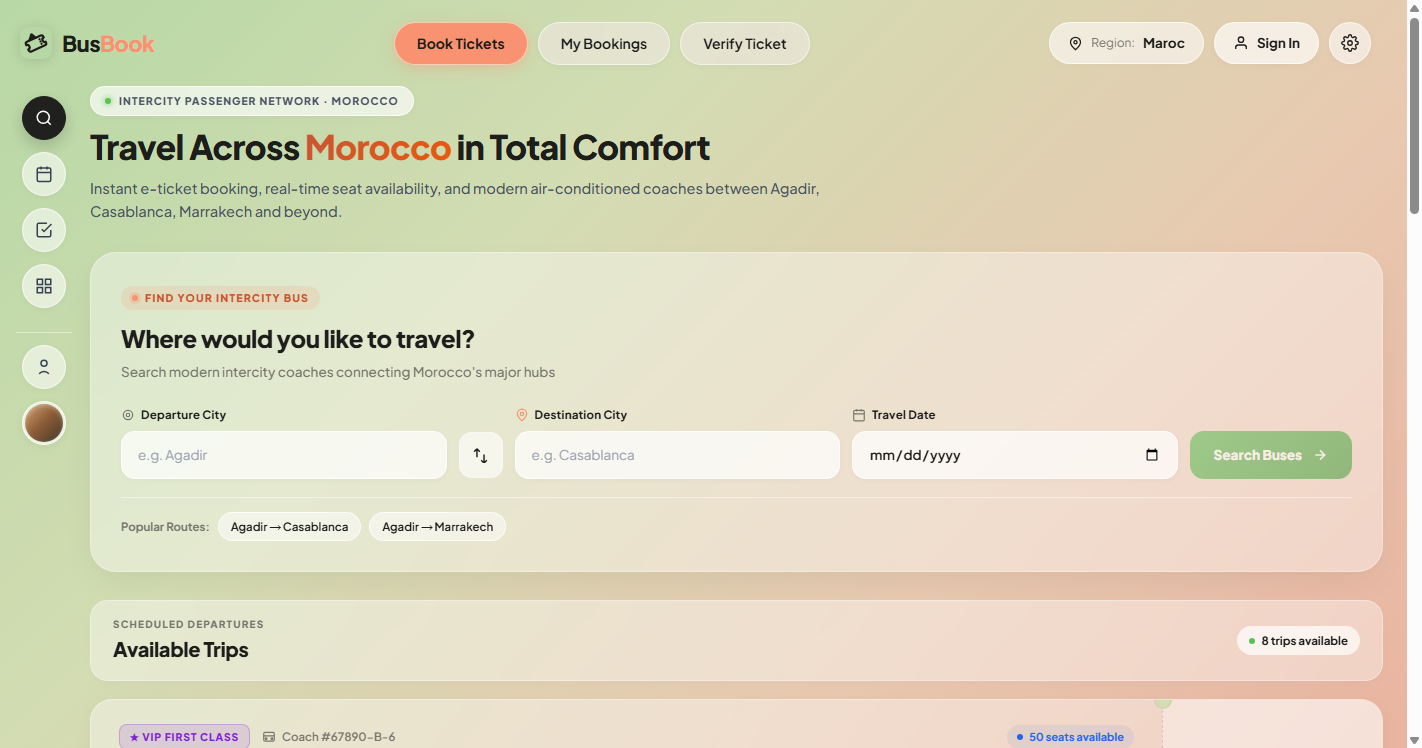 BusBook
Book Tickets
My Bookings
Verify Ticket
Region: Maroc
Sign In
INTERCITY PASSENGER NETWORK · MOROCCO
Travel Across Morocco in Total Comfort
Instant e-ticket booking, real-time seat availability, and modern air-conditioned coaches between Agadir,
Casablanca, Marrakech and beyond.
FIND YOUR INTERCITY BUS
Where would you like to travel?
Search modern intercity coaches connecting Morocco's major hubs
Departure City
Destination City
Travel Date
e.g. Agadir
e.g. Casablanca
mm/dd/yyyy
Search Buses →
Popular Routes:
Agadir → Casablanca
Agadir → Marrakech
SCHEDULED DEPARTURES
Available Trips
8 trips available
★ VIP FIRST CLASS
Coach #67890-B-6
50 seats available